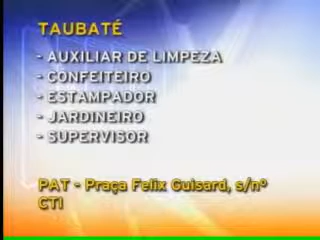 TAUBATÉ
- AUXILIAR DE LIMPEZA
- CONFEITEIRO
- ESTAMPADOR
- JARDINEIRO
- SUPERVISOR
PAT - Praça Felix Guisard, s/nº
CTI